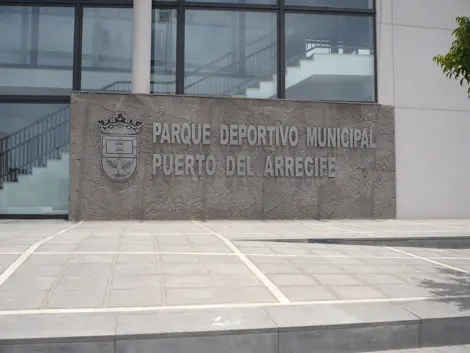 PARQUE DEPORTIVO MUNICIPAL
PUERTO DEL ARRECIFE